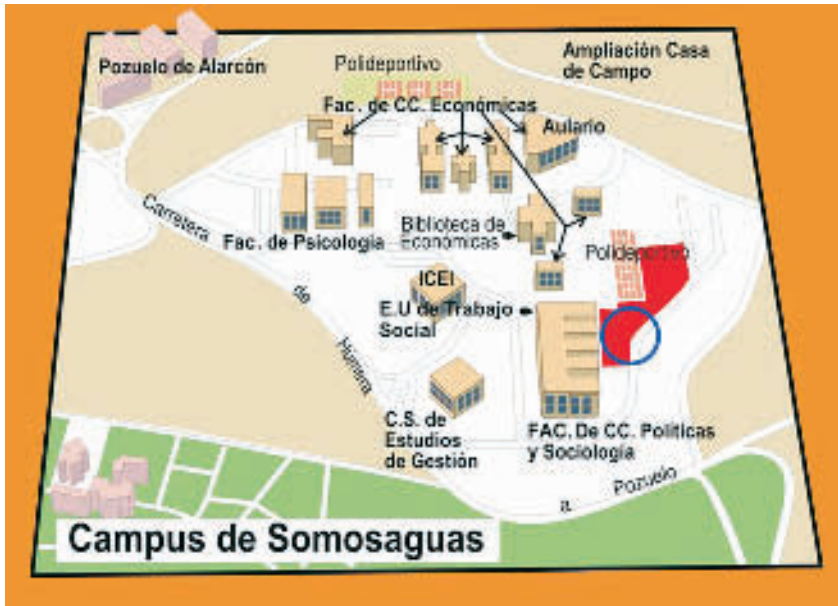 Pozuelo de Alarcón
Polideportivo
Ampliación Casa
de Campo
Fac. de CC. Económicas
Aulario
Carretera
de
Húmera
a
Pozuelo
Fac. de Psicología
Biblioteca de
Económicas
Polideportivo
ICEI
E.U de Trabajo
Social
C.S. de
Estudios
de Gestión
FAC. De CC. Políticas
y Sociología
Campus de Somosaguas